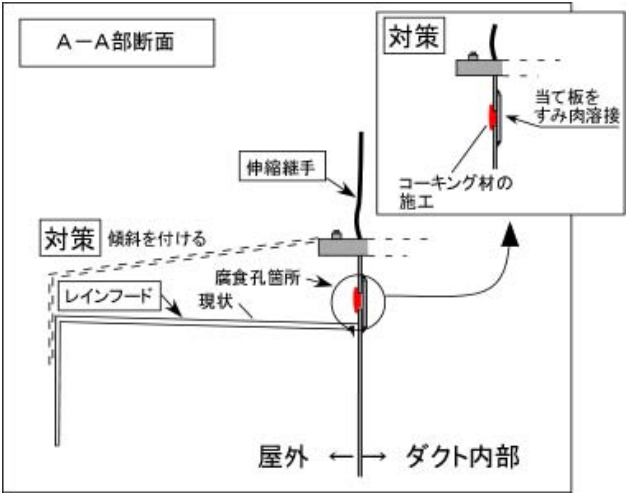 A－A部断面
対策
当て板を
すみ肉溶接
コーキング材の
施工
伸縮継手
対策 傾斜を付ける
腐食孔箇所
レインフード
現状
屋外 ←→ ダクト内部